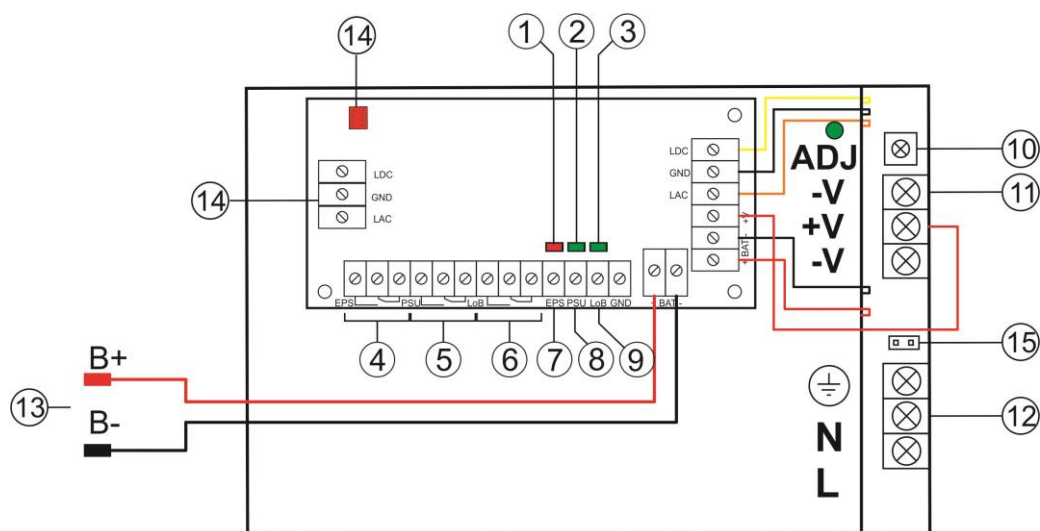 1 2 3
14
LDC
GND
LAC
14
LDC
GND
LAC
+V
- BAT +
ADJ
-V
+V
-V
10
11
EPS PSU LoB EPS PSU LoB GND + BAT -
4 5 6 7 8 9
15
B+
13
B-
12
N
L